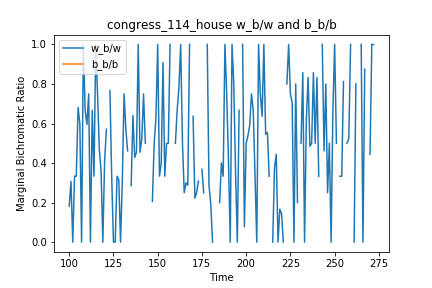 congress_114_house w_b/w and b_b/b
w_b/w
b_b/b
Marginal Bichromatic Ratio
1.0
0.8
0.6
0.4
0.2
0.0
100
125
150
175
200
225
250
275
Time